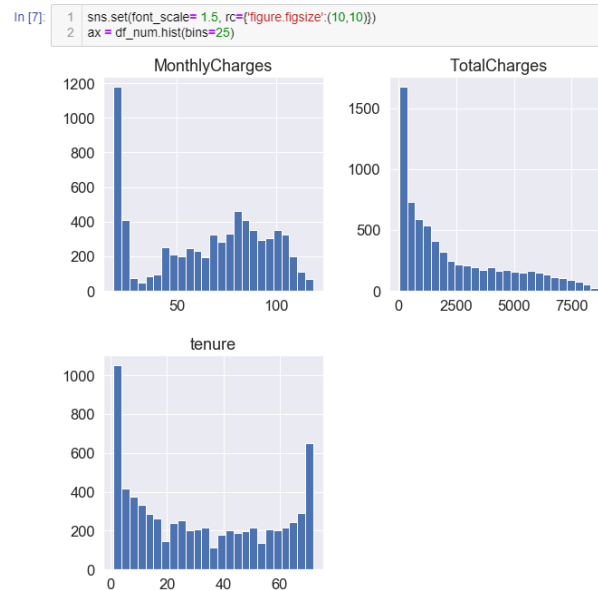 In [7]:
1 sns.set(font_scale= 1.5, rc={'figure.figsize':(10,10)})
2 ax = df_num.hist(bins=25)
MonthlyCharges
1200
1000
800
600
400
200
0
50 100
TotalCharges
1500
1000
500
0
0 2500 5000 7500
tenure
1000
800
600
400
200
0
0 20 40 60